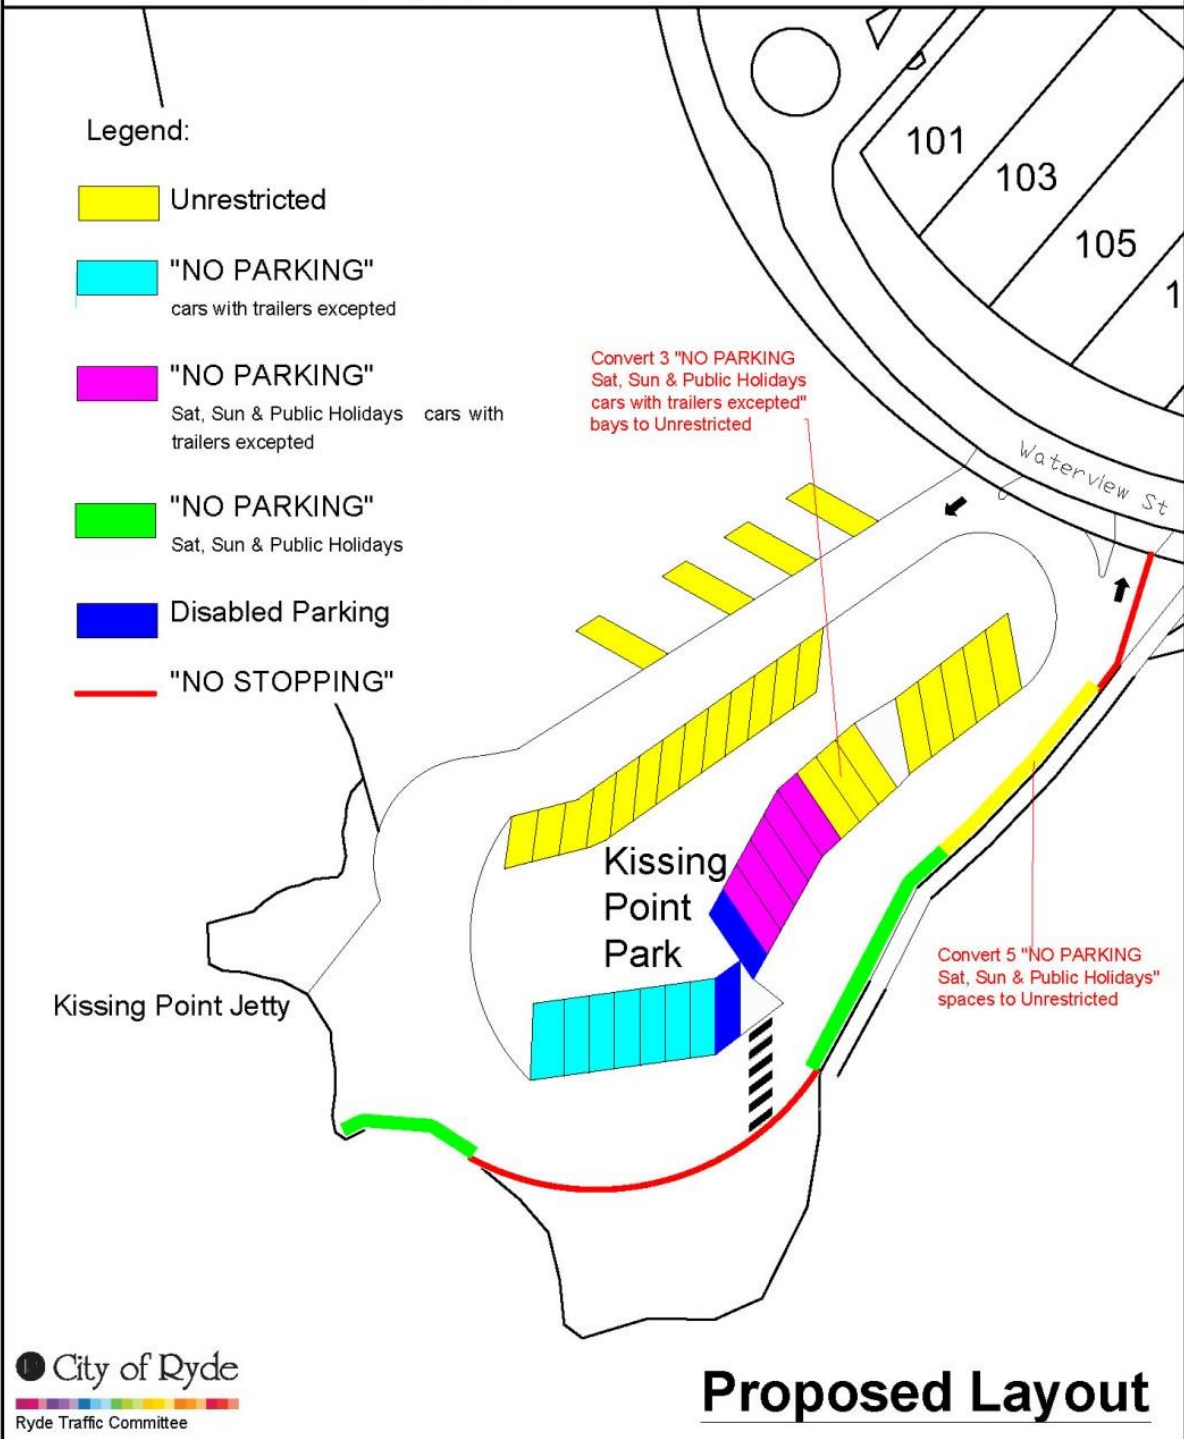 Legend:
Unrestricted
"NO PARKING"
cars with trailers excepted
"NO PARKING"
Sat, Sun & Public Holidays cars with
trailers excepted
"NO PARKING"
Sat, Sun & Public Holidays
Disabled Parking
"NO STOPPING"
101
103
105
1
Convert 3 "NO PARKING
Sat, Sun & Public Holidays
cars with trailers excepted"
bays to Unrestricted
Waterview St
Kissing
Point
Park
Kissing Point Jetty
Convert 5 "NO PARKING
Sat, Sun & Public Holidays"
spaces to Unrestricted
City of Ryde
Ryde Traffic Committee
Proposed Layout